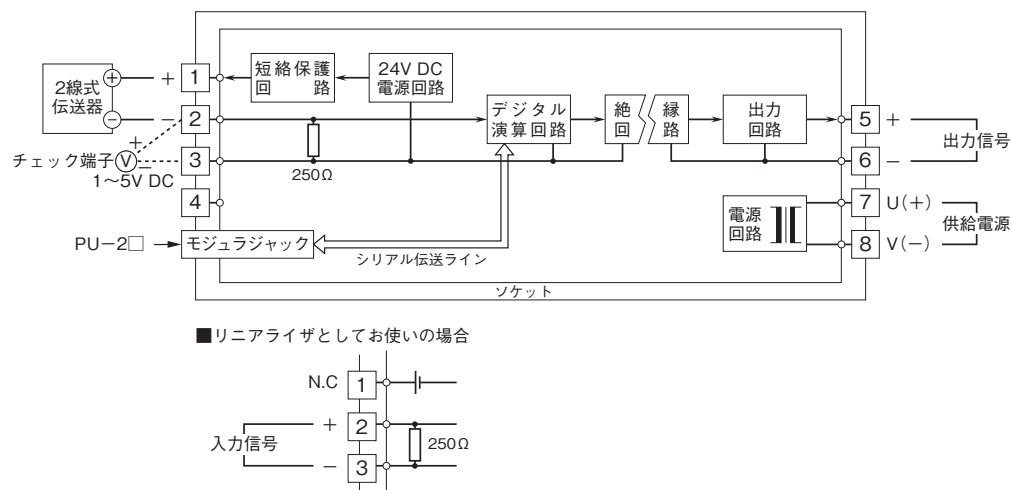 2線式
伝送器
+
−
+
−
1
2
3
4
+
−
チェック端子
V
1～5V DC
PU−2□
モジュラジャック
短絡保護
回　　路
24V DC
電源回路
250Ω
デジタル
演算回路
絶　縁
回　路
出力
回路
電源
回路
シリアル伝送ライン
ソケット
5
+
6
−
出力信号
7
U(+)
8
V(−)
供給電源
■リニアライザとしてお使いの場合
N.C
1
入力信号
+
2
−
3
250Ω